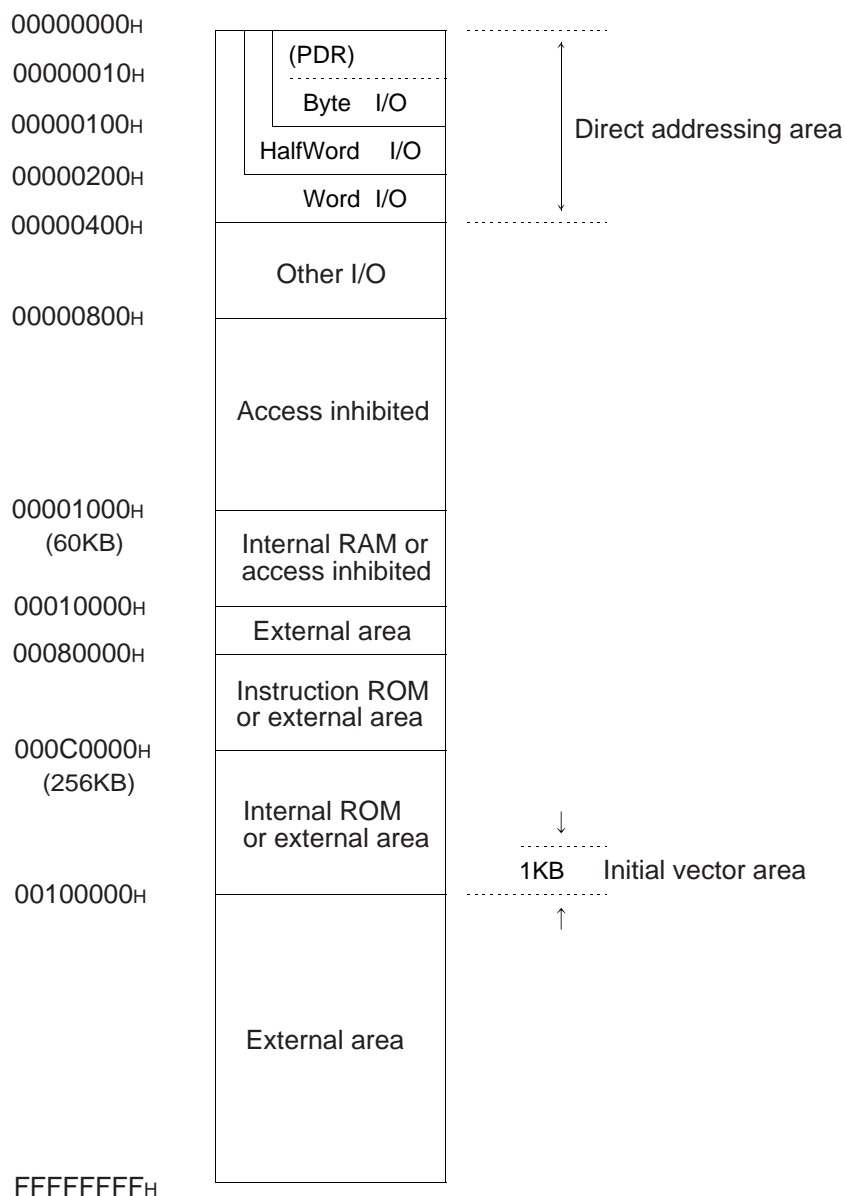 00000000H
(PDR)
00000010H
Byte I/O
00000100H
Direct addressing area
HalfWord I/O
00000200H
Word I/O
00000400H
Other I/O
00000800H
Access inhibited
00001000H
(60KB)
Internal RAM or
access inhibited
00010000H
External area
00080000H
Instruction ROM
or external area
000C0000H
(256KB)
Internal ROM
or external area
1KB Initial vector area
00100000H
External area
FFFFFFFFH